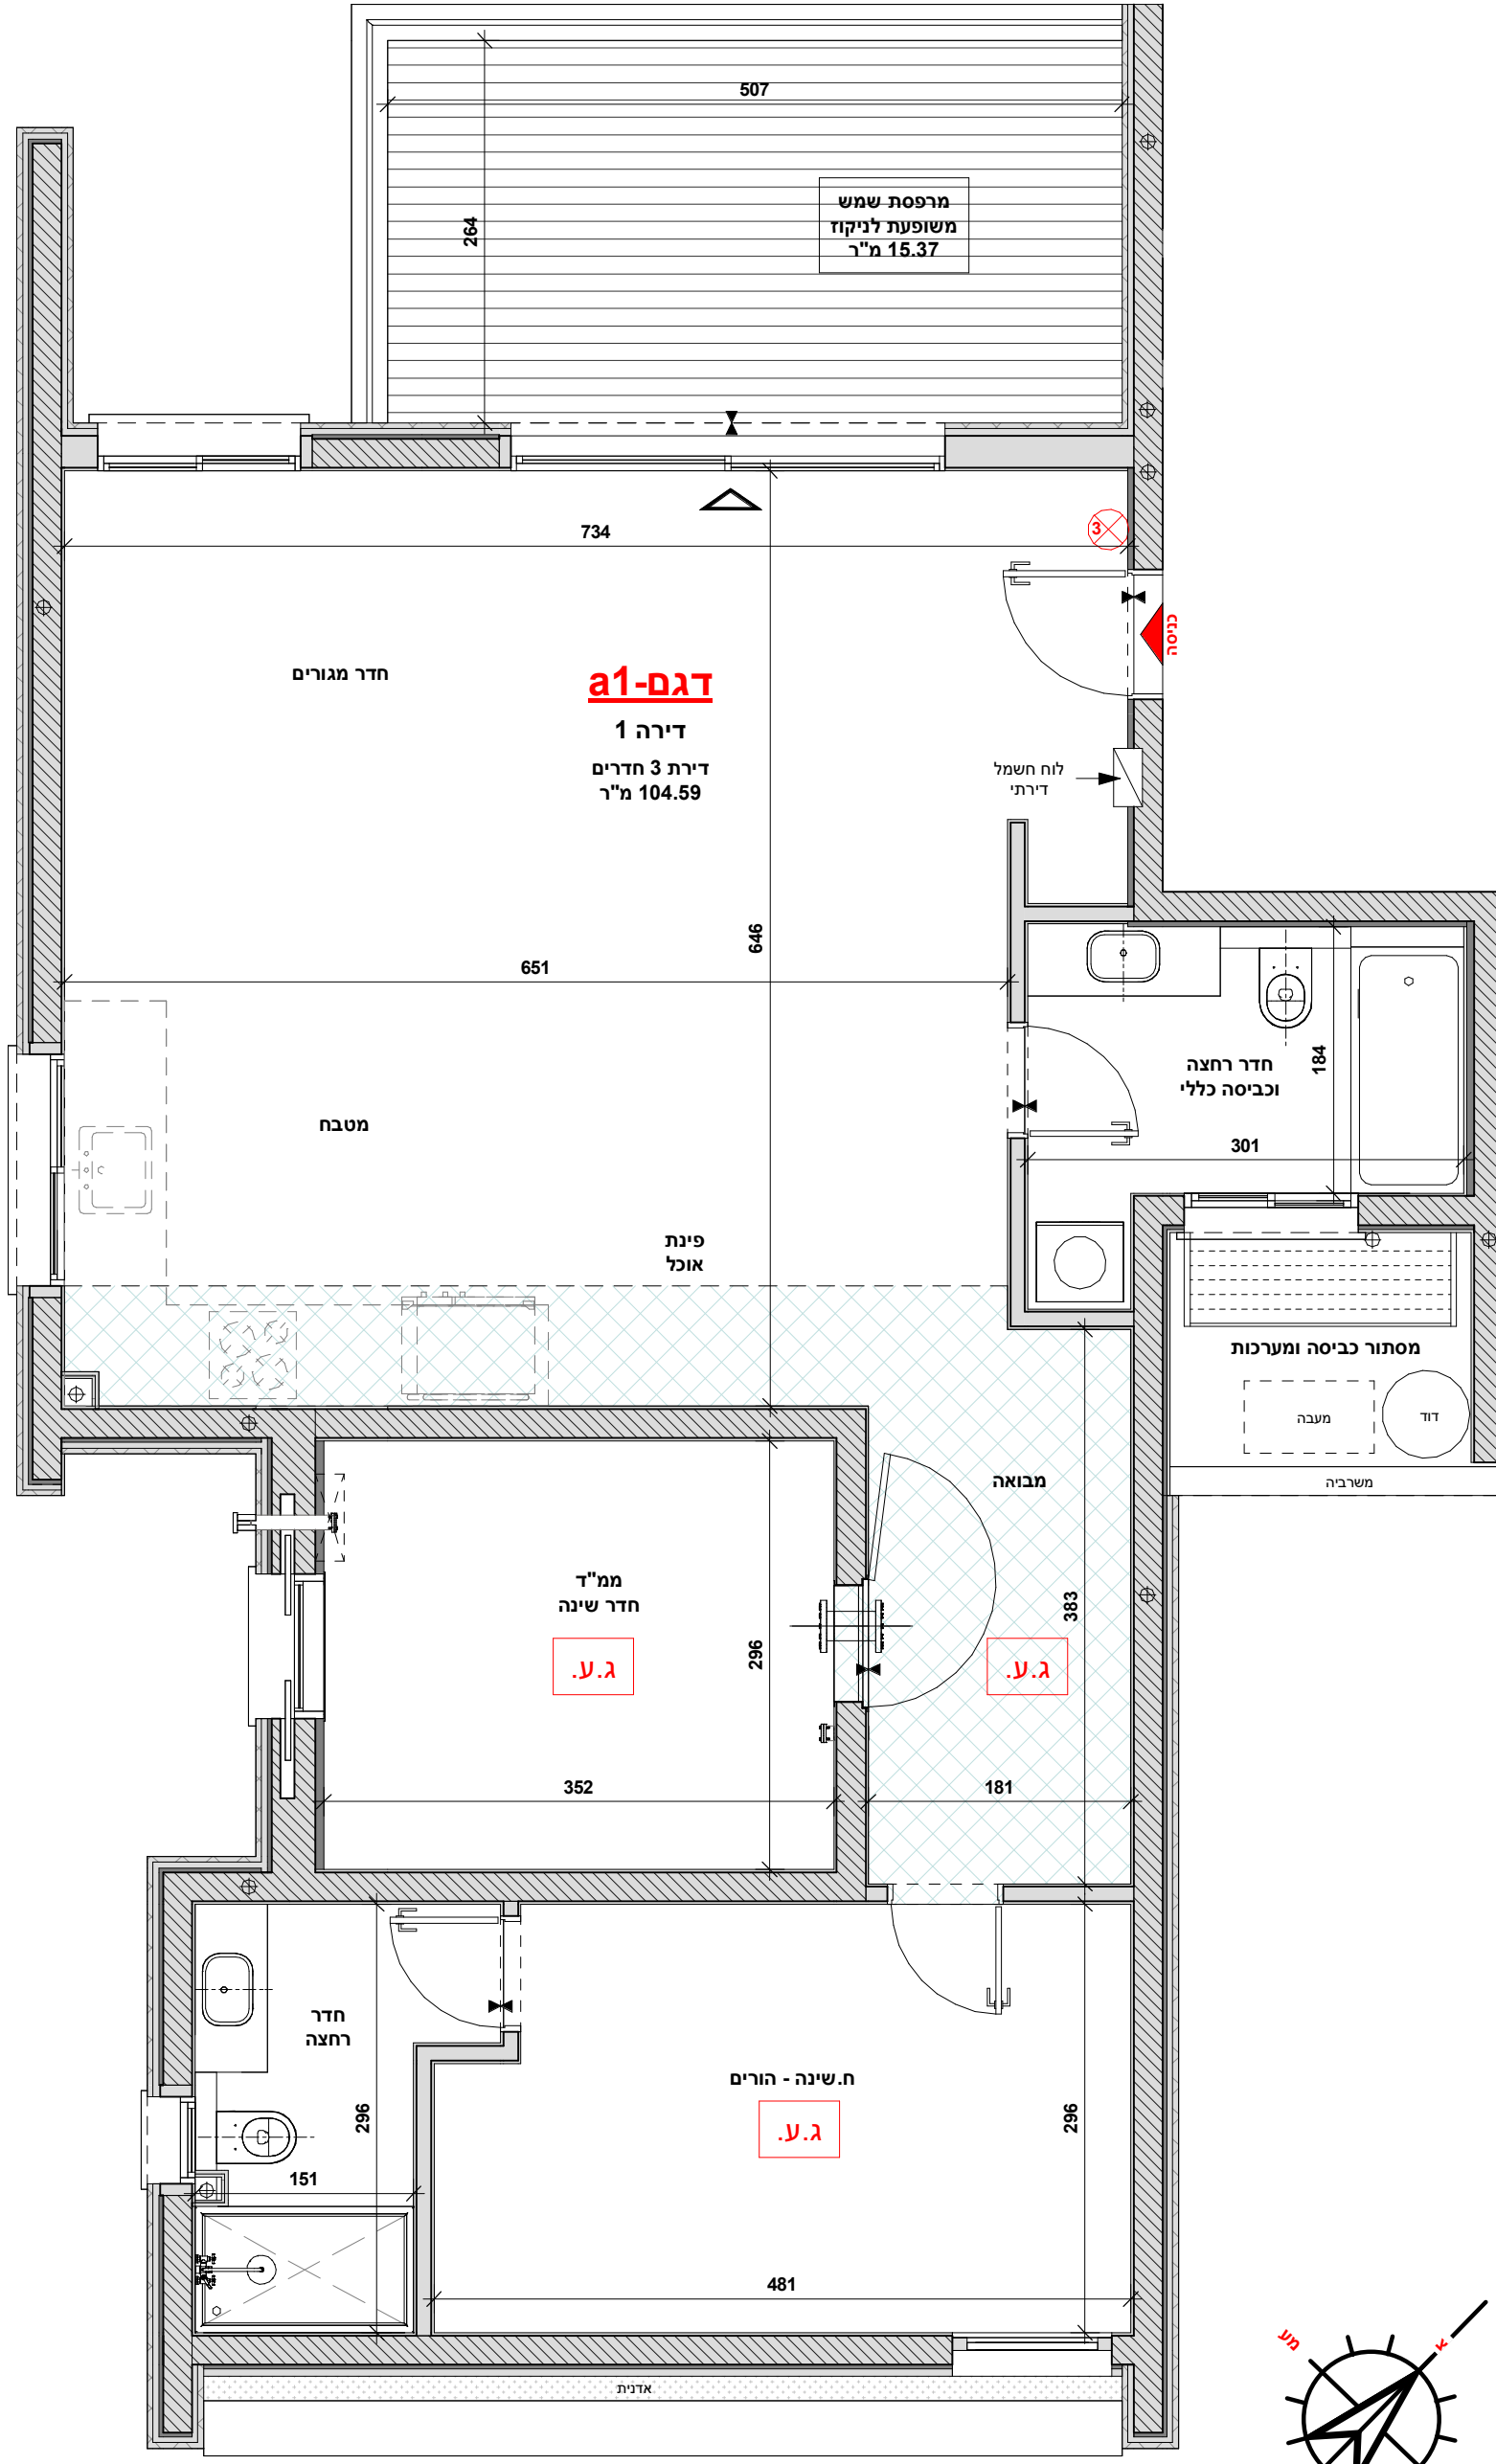 507
264
מרפסת שמש
משופעת לניקוז
15.37 מ"ר
734
3
כניסה
חדר מגורים
דגם-a1
דירה 1
דירת 3 חדרים
104.59 מ"ר
לוח חשמל
דירתי
646
651
חדר רחצה
וכביסה כללי
184
301
מטבח
פינת
אוכל
מסתור כביסה ומערכות
מעבה
דוד
משרביה
מבואה
ממ"ד
חדר שינה
ג.ע.
296
383
ג.ע.
352
181
חדר
רחצה
296
151
ח.שינה - הורים
ג.ע.
296
481
אדנית
מע